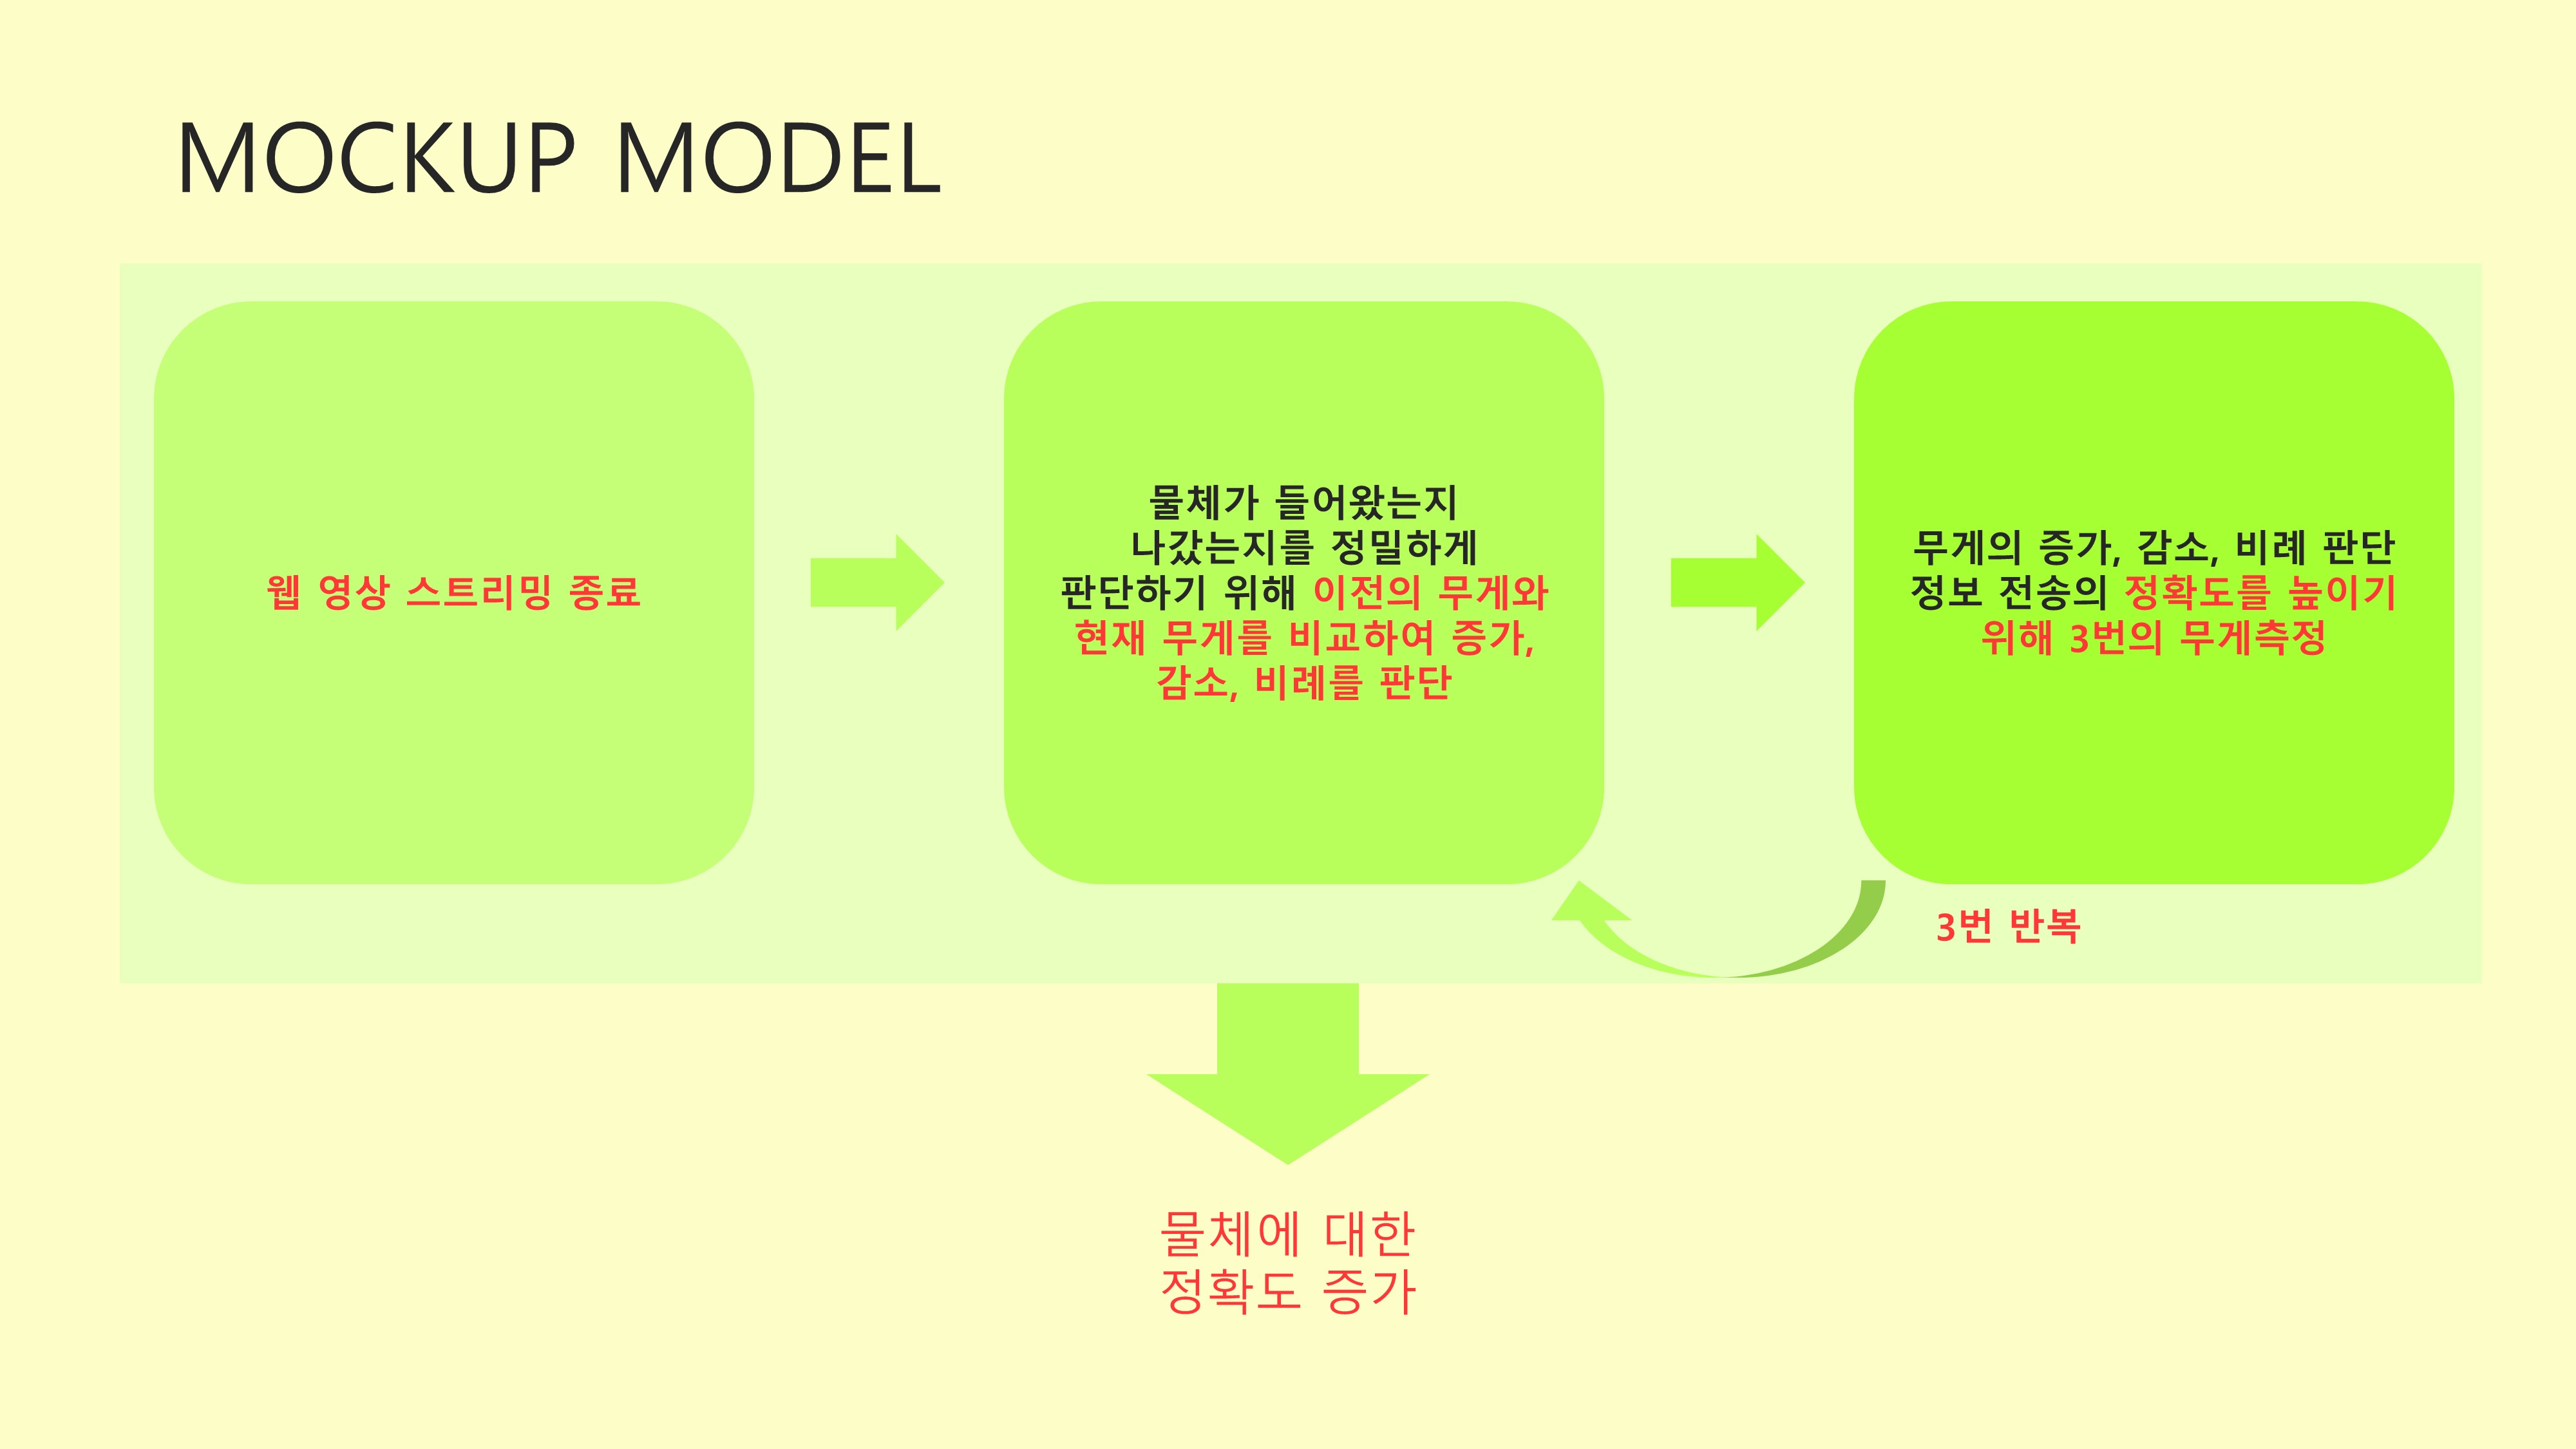 MOCKUP MODEL
웹 영상 스트리밍 종료
물체가 들어왔는지
나갔는지를 정밀하게
판단하기 위해 이전의 무게와
현재 무게를 비교하여 증가,
감소, 비례를 판단
무게의 증가, 감소, 비례 판단
정보 전송의 정확도를 높이기
위해 3번의 무게측정
3번 반복
물체에 대한
정확도 증가